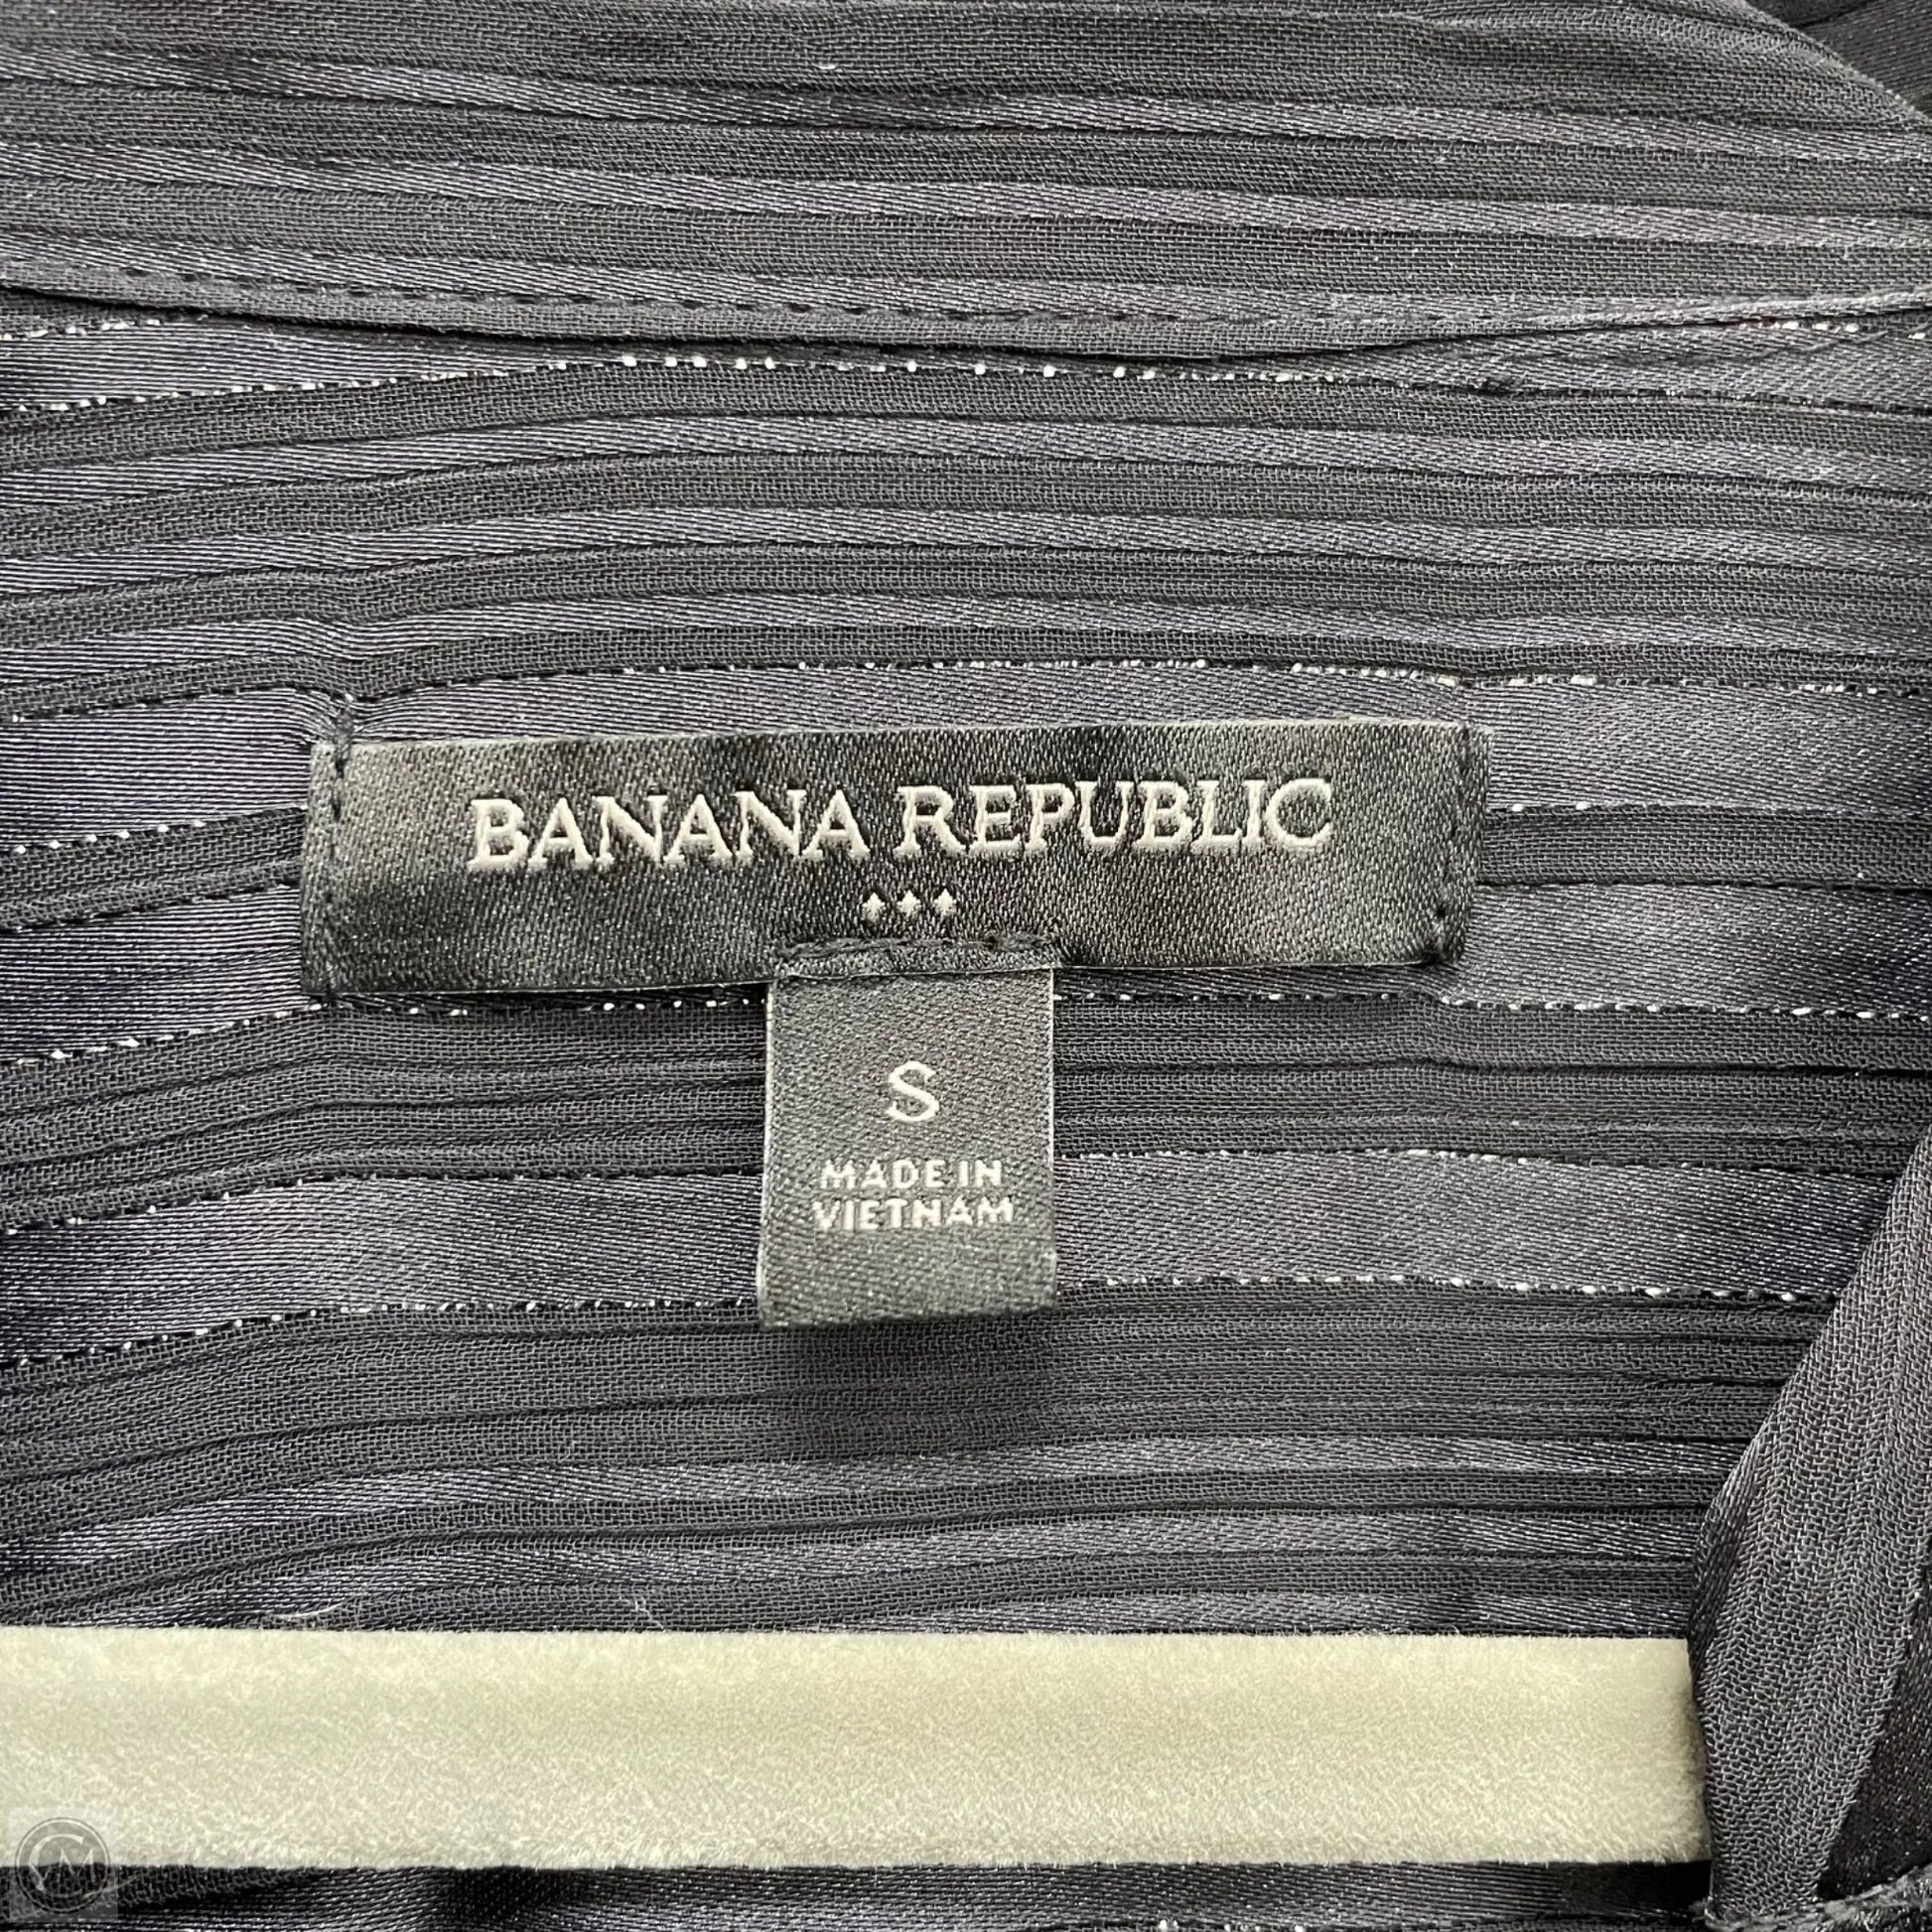 BANANA REPUBLIC
S
MADE IN
VIETNAM